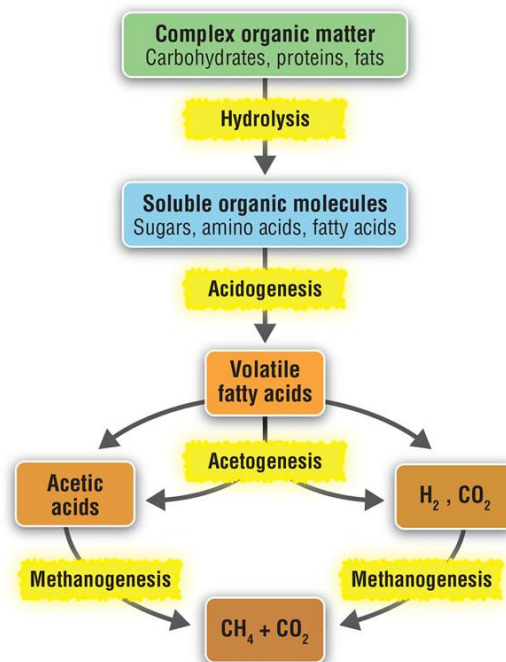 Complex organic matter
Carbohydrates, proteins, fats
Hydrolysis
Soluble organic molecules
Sugars, amino acids, fatty acids
Acidogenesis
Volatile
fatty acids
Acetogenesis
Acetic
acids
H₂ , CO₂
Methanogenesis
Methanogenesis
CH₄ + CO₂